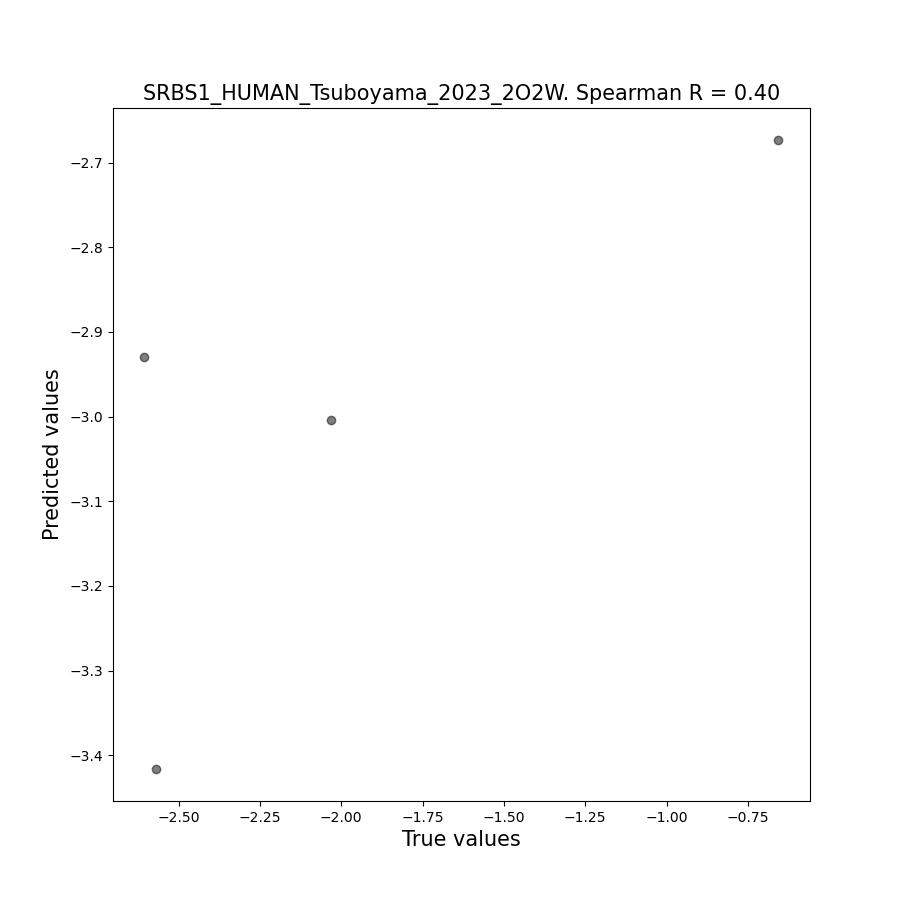 SRBS1_HUMAN_Tsuboyama_2023_2O2W. Spearman R = 0.40
Predicted values
−2.7
−2.8
−2.9
−3.0
−3.1
−3.2
−3.3
−3.4
−2.50 −2.25 −2.00 −1.75 −1.50 −1.25 −1.00 −0.75
True values